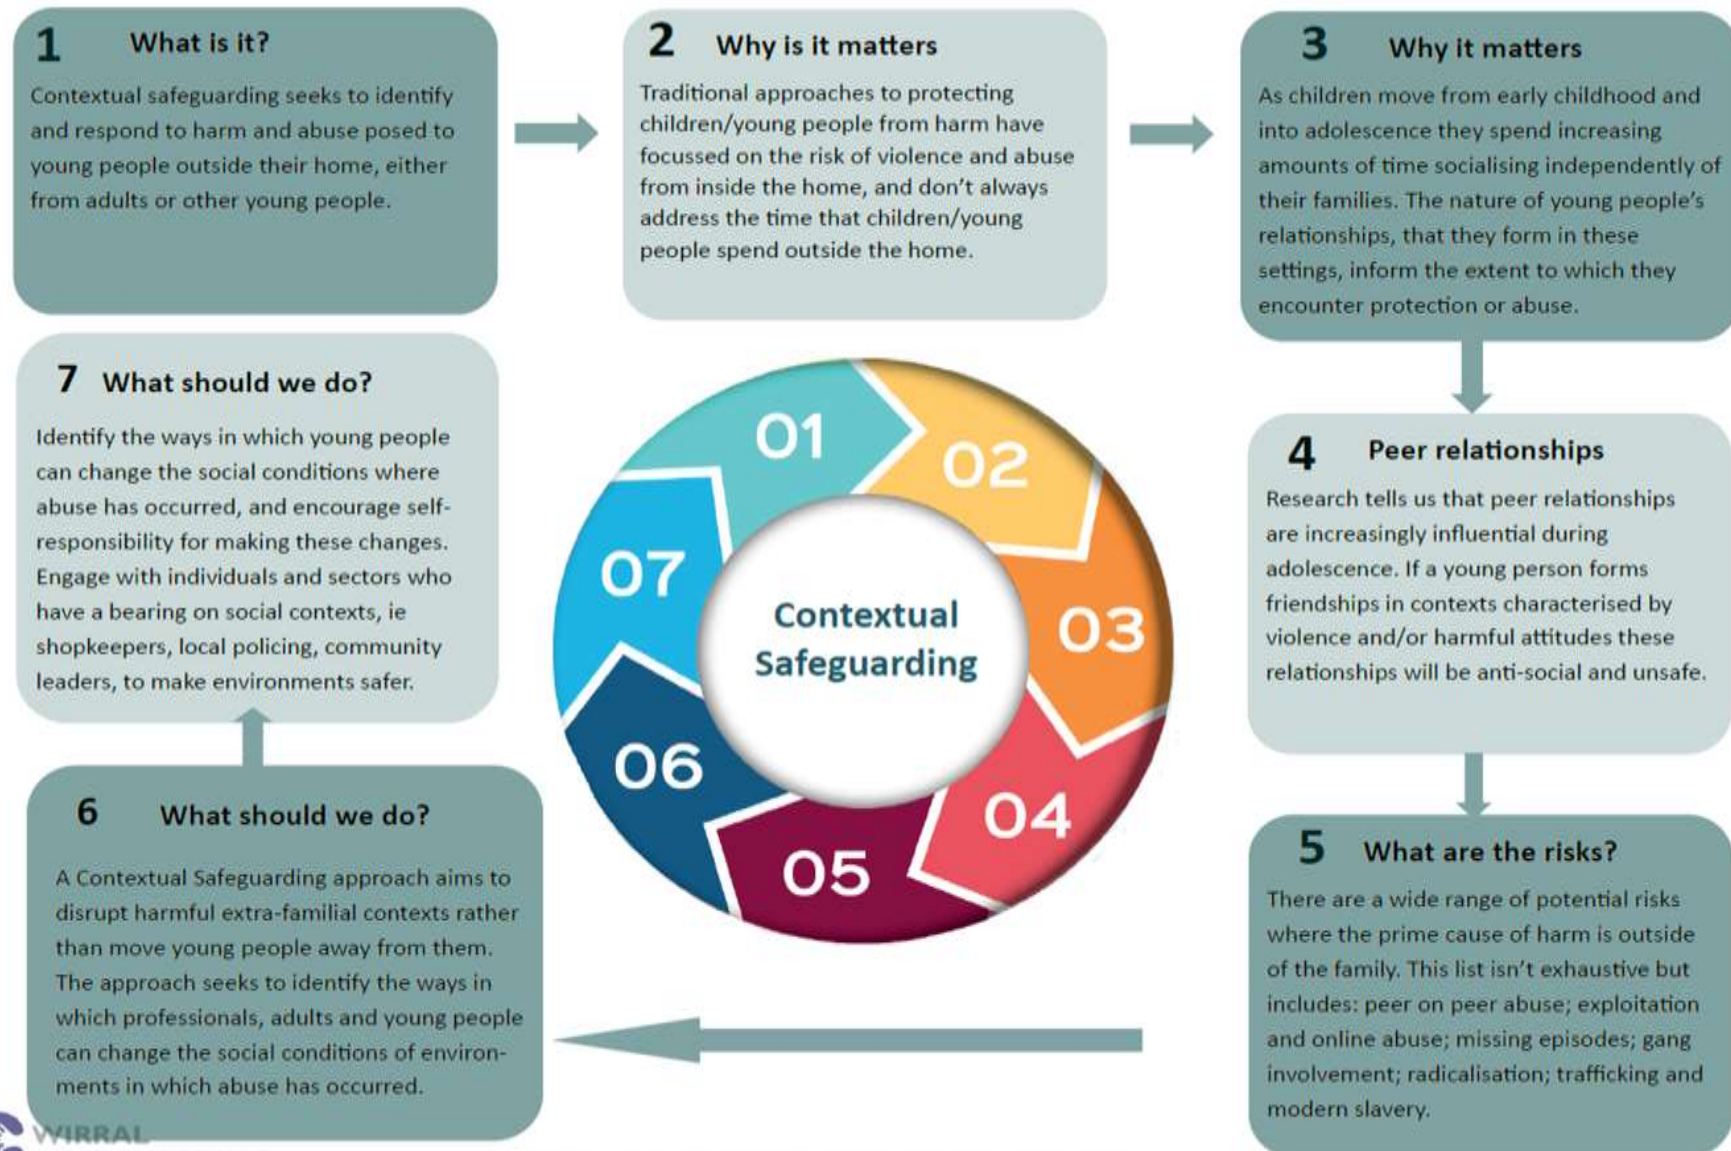 1 What is it?
Contextual safeguarding seeks to identify
and respond to harm and abuse posed to
young people outside their home, either
from adults or other young people.
2 Why is it matters
Traditional approaches to protecting
children/young people from harm have
focussed on the risk of violence and abuse
from inside the home, and don't always
address the time that children/young
people spend outside the home.
3 Why it matters
As children move from early childhood and
into adolescence they spend increasing
amounts of time socialising independently of
their families. The nature of young people's
relationships, that they form in these
settings, inform the extent to which they
encounter protection or abuse.
4 Peer relationships
Research tells us that peer relationships
are increasingly influential during
adolescence. If a young person forms
friendships in contexts characterised by
violence and/or harmful attitudes these
relationships will be anti-social and unsafe.
5 What are the risks?
There are a wide range of potential risks
where the prime cause of harm is outside
of the family. This list isn't exhaustive but
includes: peer on peer abuse; exploitation
and online abuse; missing episodes; gang
involvement; radicalisation; trafficking and
modern slavery.
6 What should we do?
A Contextual Safeguarding approach aims to
disrupt harmful extra-familial contexts rather
than move young people away from them.
The approach seeks to identify the ways in
which professionals, adults and young people
can change the social conditions of environ-
ments in which abuse has occurred.
7 What should we do?
Identify the ways in which young people
can change the social conditions where
abuse has occurred, and encourage self-
responsibility for making these changes.
Engage with individuals and sectors who
have a bearing on social contexts, ie
shopkeepers, local policing, community
leaders, to make environments safer.
01
02
03
04
05
06
07
Contextual
Safeguarding
WIRRAL